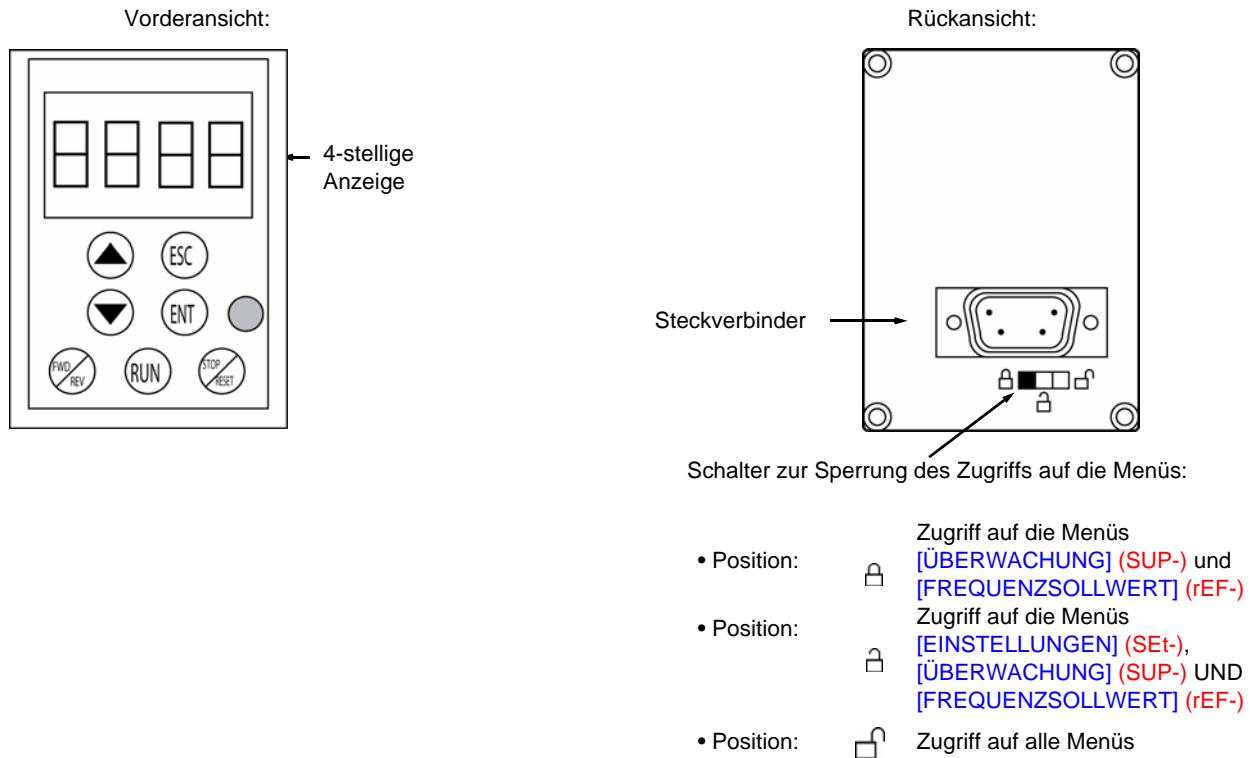 Vorderansicht:
4-stellige
Anzeige
ESC
ENT
FWD
REV
RUN
STOP
RESET
Rückansicht:
Steckverbinder
Schalter zur Sperrung des Zugriffs auf die Menüs:
• Position:
Zugriff auf die Menüs
[ÜBERWACHUNG] (SUP-) und
[FREQUENZSOLLWERT] (rEF-)
• Position:
Zugriff auf die Menüs
[EINSTELLUNGEN] (SEt-),
[ÜBERWACHUNG] (SUP-) UND
[FREQUENZSOLLWERT] (rEF-)
• Position:
Zugriff auf alle Menüs